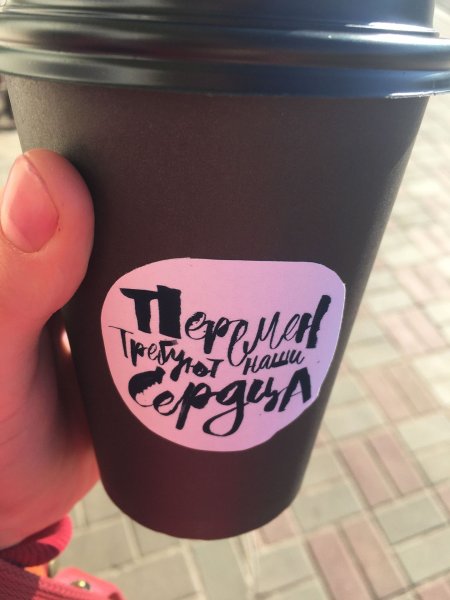 Перемен
Требуют наши
Сердца